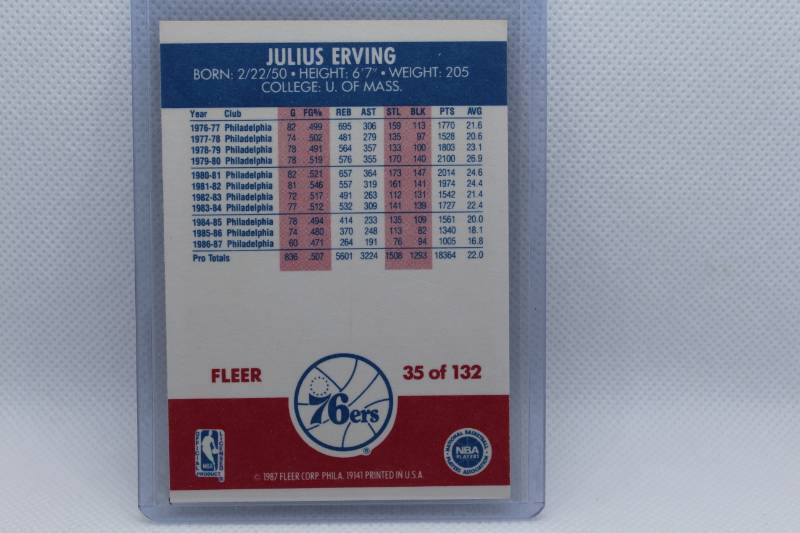 JULIUS ERVING
BORN: 2/22/50 • HEIGHT: 6'7" • WEIGHT: 205
COLLEGE: U. OF MASS.
Year Club G FG% REB AST STL BLK PTS AVG
1976-77 Philadelphia 82 .499 695 306 159 113 1770 21.6
1977-78 Philadelphia 74 .502 481 279 135 97 1528 20.6
1978-79 Philadelphia 78 .491 564 357 133 100 1803 23.1
1979-80 Philadelphia 78 .519 576 355 170 140 2100 26.9
1980-81 Philadelphia 82 .521 657 364 173 147 2014 24.6
1981-82 Philadelphia 81 .546 557 319 161 141 1974 24.4
1982-83 Philadelphia 72 .517 491 263 112 131 1542 21.4
1983-84 Philadelphia 77 .512 532 309 141 139 1727 22.4
1984-85 Philadelphia 78 .494 414 233 135 109 1561 20.0
1985-86 Philadelphia 74 .480 370 248 113 82 1340 18.1
1986-87 Philadelphia 60 .471 264 191 76 94 1005 16.8
Pro Totals 836 .507 5601 3224 1508 1293 18364 22.0
FLEER
35 of 132
76ers
®
NBA
PRODUCT
NATIONAL BASKETBALL
NBA
PLAYERS
PLAYERS ASSOCIATION
© 1987 FLEER CORP. PHILA. 19141 PRINTED IN U.S.A.